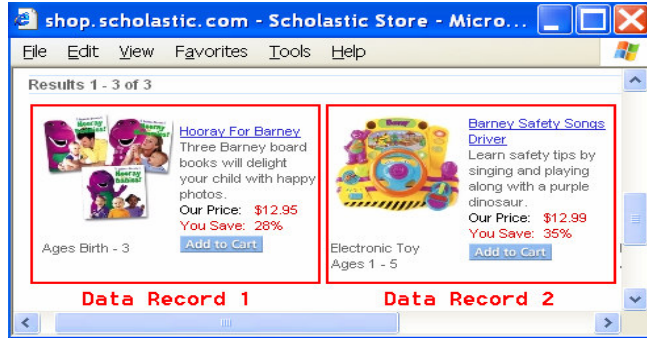 shop.scholastic.com - Scholastic Store - Micro...
File Edit View Favorites Tools Help
Results 1 - 3 of 3
Hooray For Barney
Three Barney board
books will delight
your child with happy
photos.
Our Price: $12.95
You Save: 28%
Add to Cart
Ages Birth - 3
Data Record 1
Barney Safety Songs
Driver
Learn safety tips by
singing and playing
along with a purple
dinosaur.
Our Price: $12.99
You Save: 35%
Add to Cart
Electronic Toy
Ages 1 - 5
Data Record 2